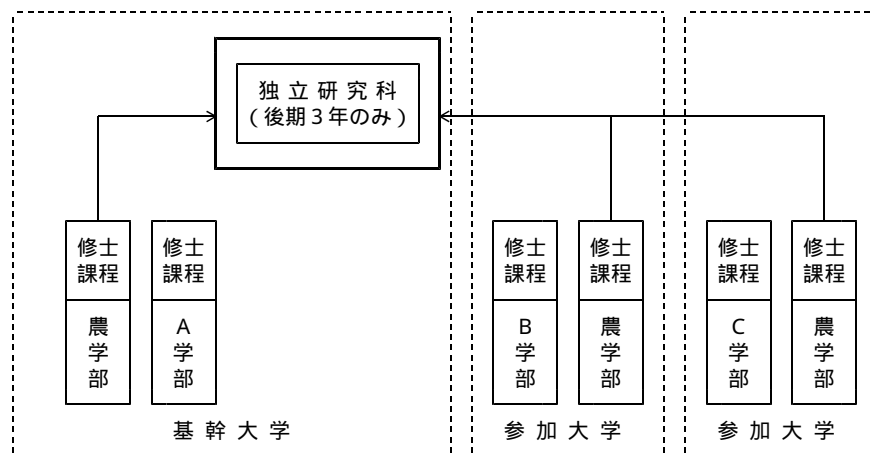 独立研究科
(後期3年のみ)
修士
課程
農学部
修士
課程
A学部
修士
課程
B学部
修士
課程
農学部
修士
課程
C学部
修士
課程
農学部
基幹大学
参加大学
参加大学